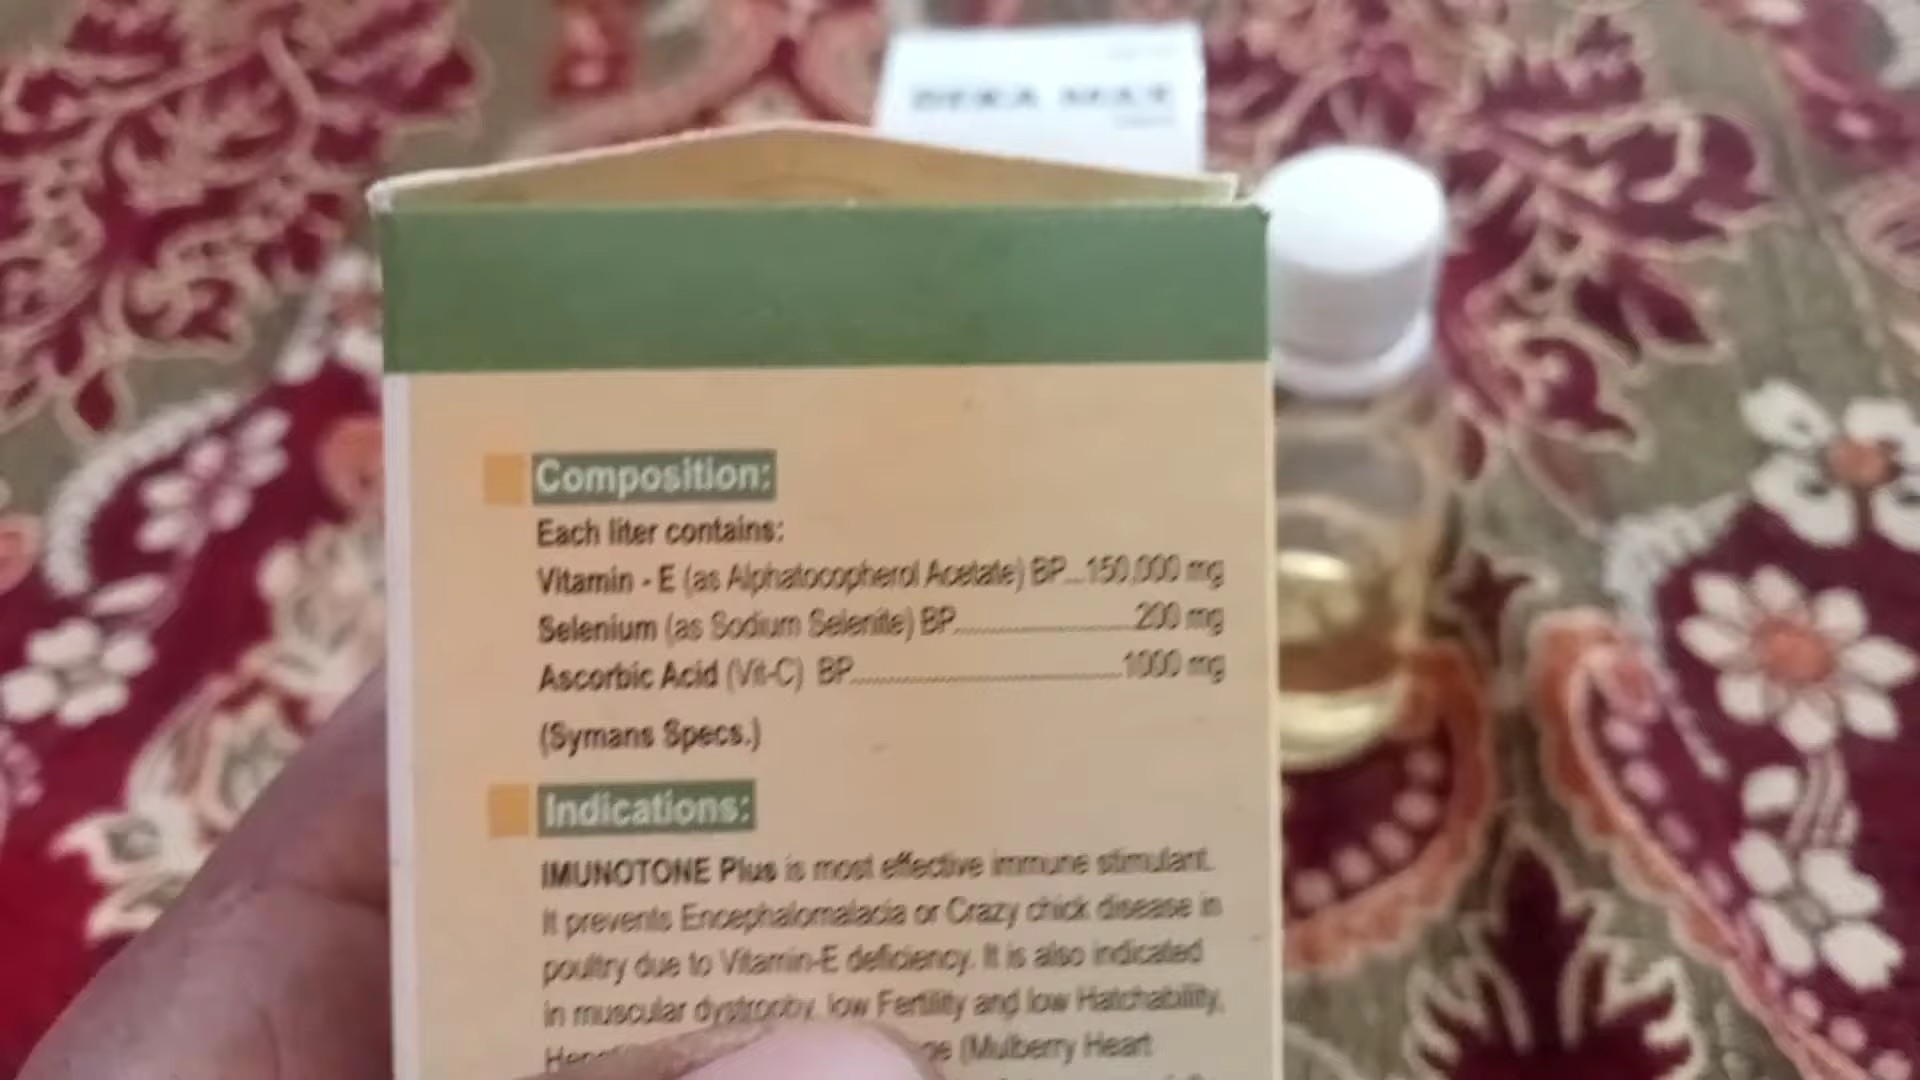 Composition:
Each liter contains:
Vitamin - E (as Alphatocopherol Acetate) BP...150,000 mg
Selenium (as Sodium Selenite) BP..............................200 mg
Ascorbic Acid (Vit-C) BP.............................................1000 mg
(Symans Specs.)
Indications:
IMUNOTONE Plus is most effective immune stimulant.
It prevents Encephalomalacia or Crazy chick disease in
poultry due to Vitamin-E deficiency. It is also indicated
in muscular dystrophy, low Fertility and low Hatchability,
(Mulberry Heart